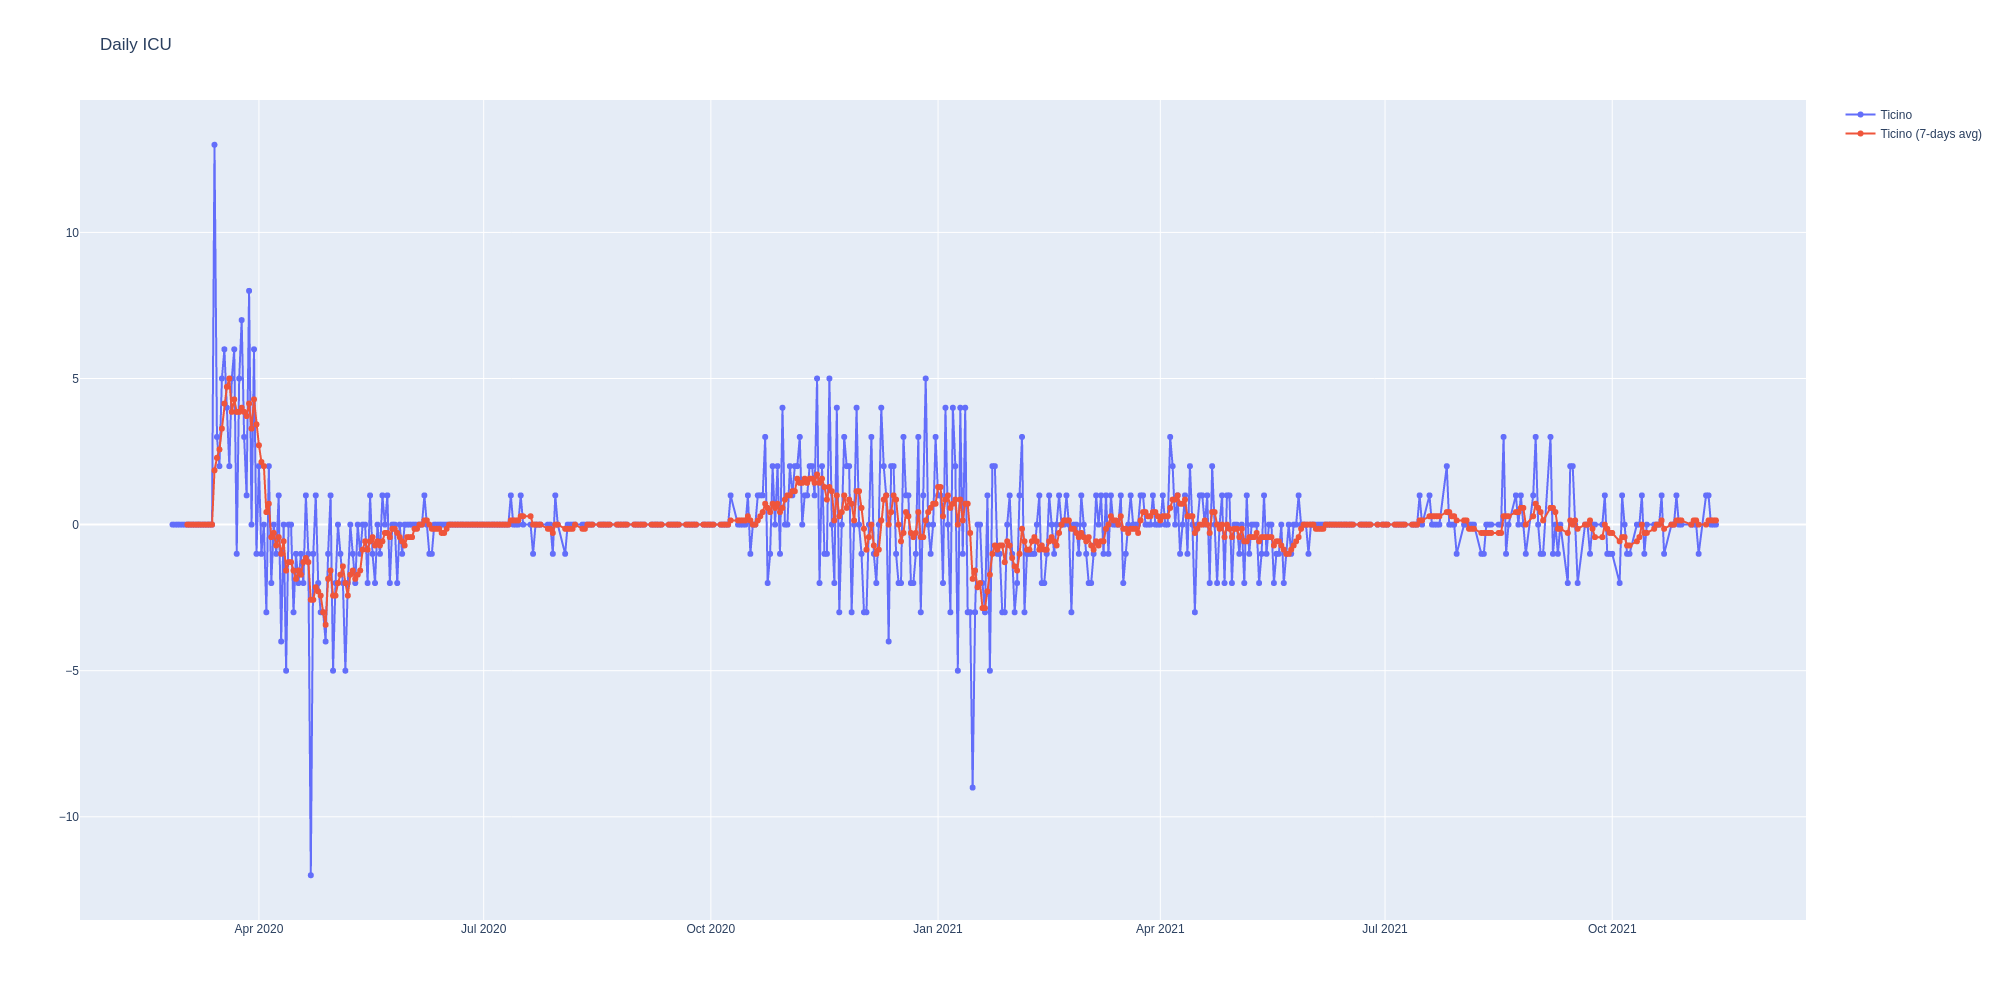 Daily ICU
Ticino
Ticino (7-days avg)
10
5
0
−5
−10
Apr 2020
Jul 2020
Oct 2020
Jan 2021
Apr 2021
Jul 2021
Oct 2021